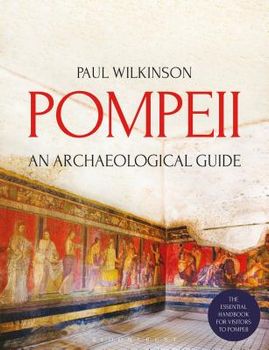 PAUL WILKINSON
POMPEII
AN ARCHAEOLOGICAL GUIDE
THE
ESSENTIAL
HANDBOOK
FOR VISITORS
TO POMPEII
BLOOMSBURY